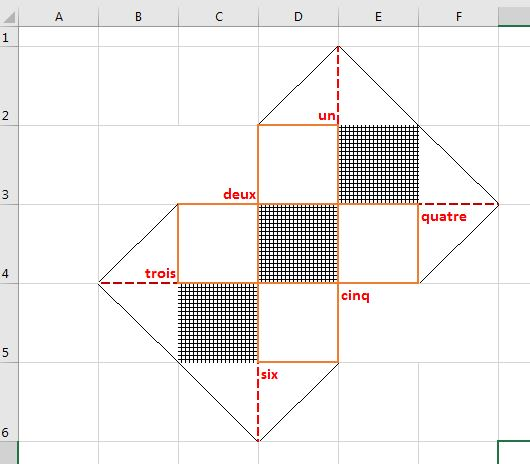 A B C D E F
1
2
un
3
deux
quatre
4
trois
cinq
5
six
6